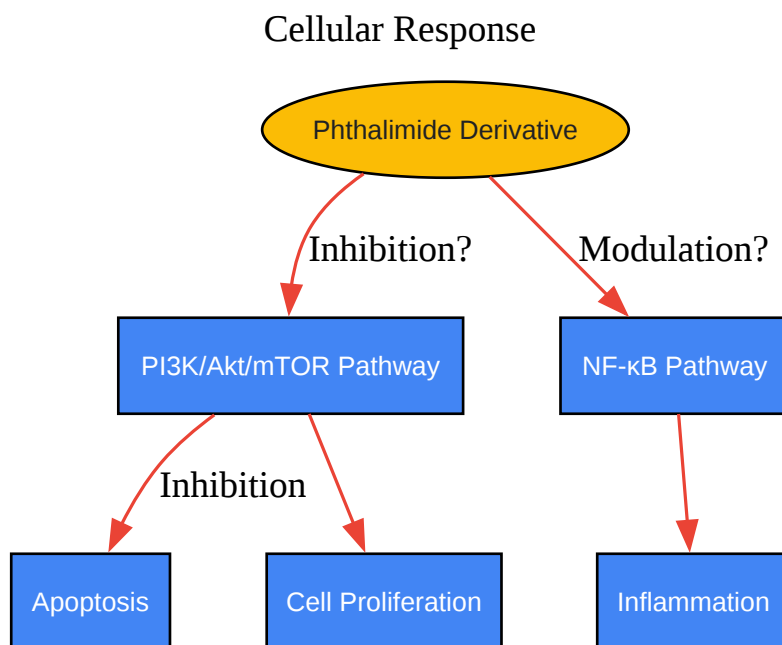 Cellular Response
Phthalimide Derivative
Inhibition?
Modulation?
PI3K/Akt/mTOR Pathway
NF-κB Pathway
Inhibition
Apoptosis
Cell Proliferation
Inflammation